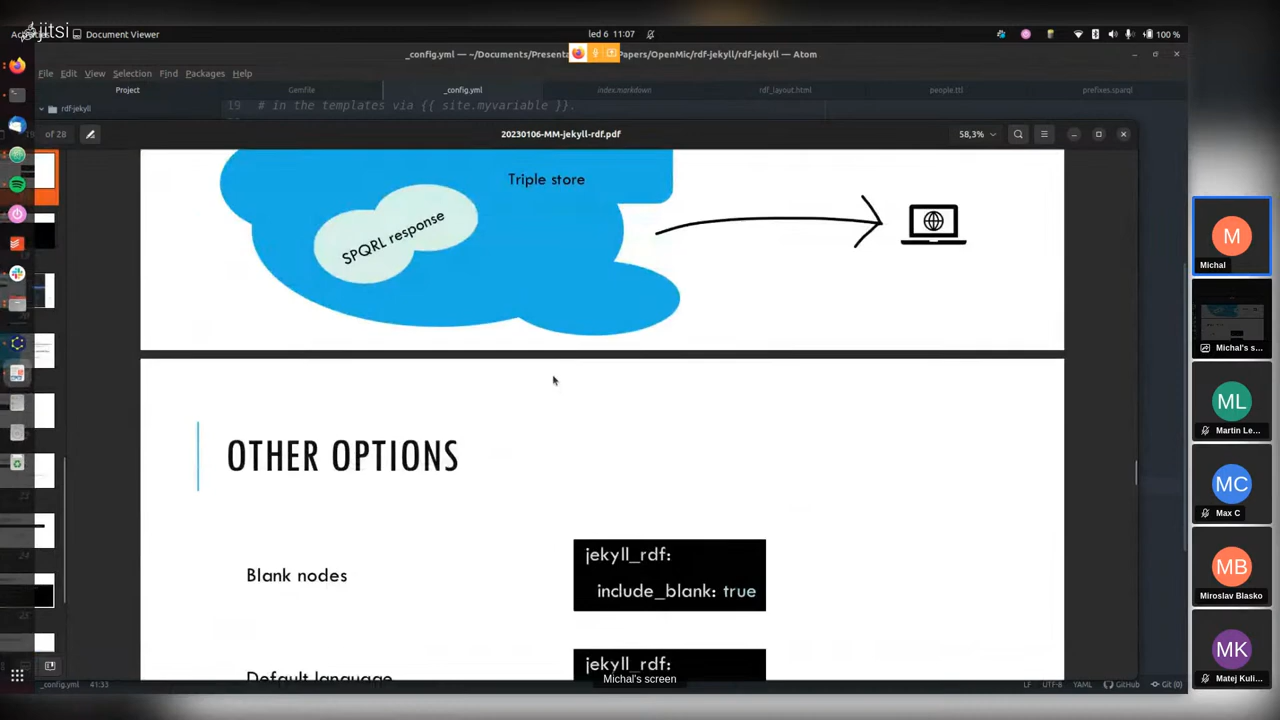 jitsi
Document Viewer
led 6 11:07
100 %
_config.yml — ~/Documents/Presenta
Papers/OpenMic/rdf-jekyll/rdf-jekyll — Atom
File Edit View Selection Find Packages Help
Project
Gemfile
_config.yml
index.markdown
rdf_layout.html
people.ttl
prefixes.sparql
rdf-jekyll
19 # in the templates via {{ site.myvariable }}.
of 28
20230106-MM-jekyll-rdf.pdf
58,3%
Triple store
SPQRL response
OTHER OPTIONS
Blank nodes
jekyll_rdf:
include_blank: true
Default language
jekyll_rdf:
Michal's screen
_config.yml 41:33
LF UTF-8 YAML GitHub Git (0)
M
Michal
Michal's s...
ML
Martin Le...
MC
Max C
MB
Miroslav Blasko
MK
Matej Kuli...